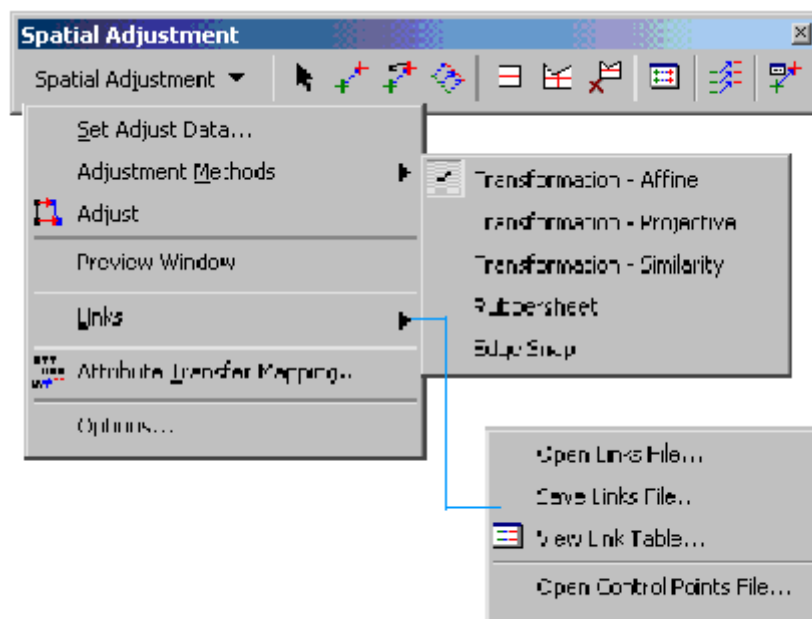 Spatial Adjustment
Spatial Adjustment
Set Adjust Data...
Adjustment Methods
Adjust
Preview Window
Links
Attribute Transfer Mapping...
Options...
Transformation - Affine
Transformation - Projective
Transformation - Similarity
Rubbersheet
Edge Snap
Open Links File...
Save Links File...
View Link Table...
Open Control Points File...